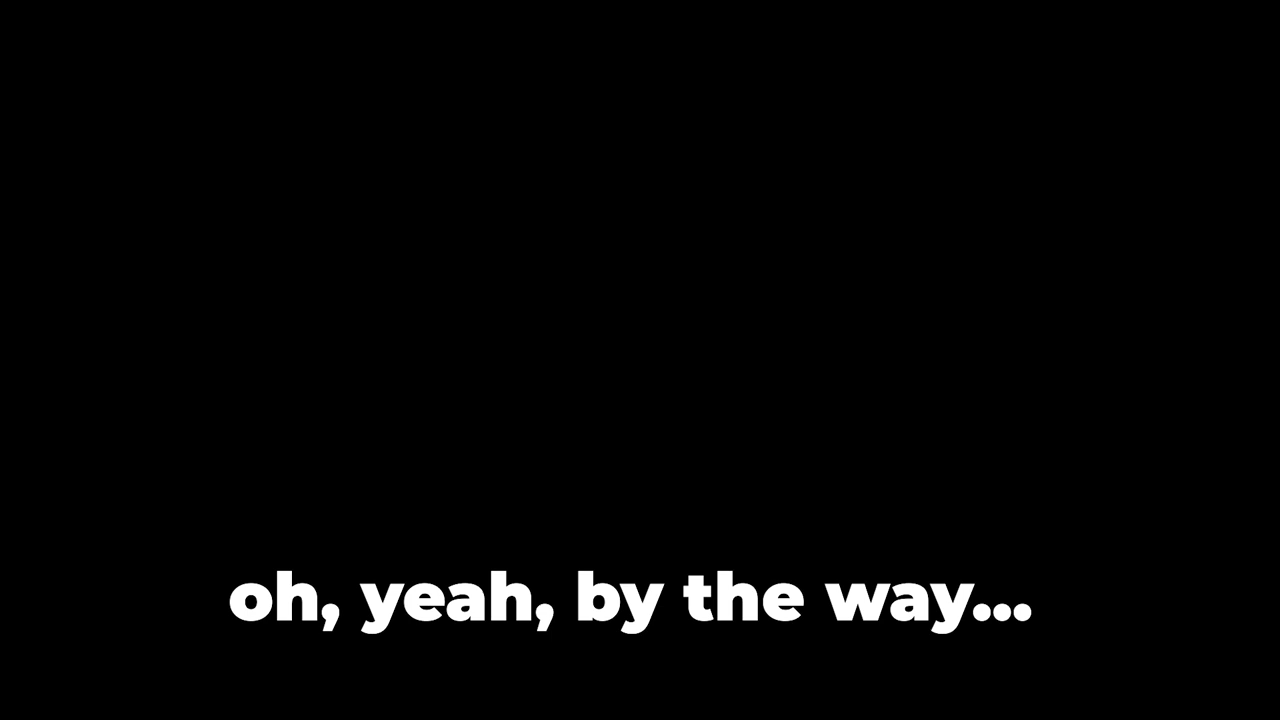 oh, yeah, by the way...